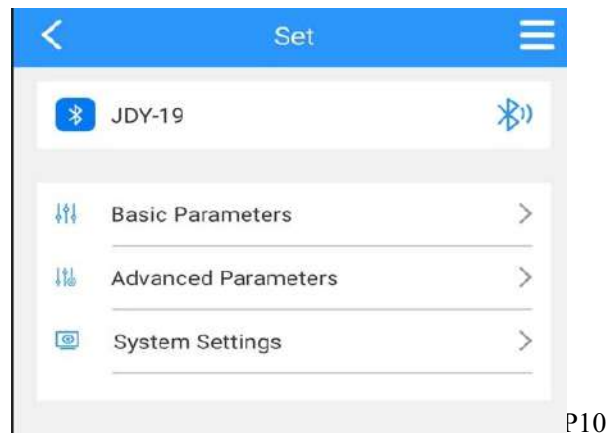 Set
JDY-19
Basic Parameters
Advanced Parameters
System Settings
P10